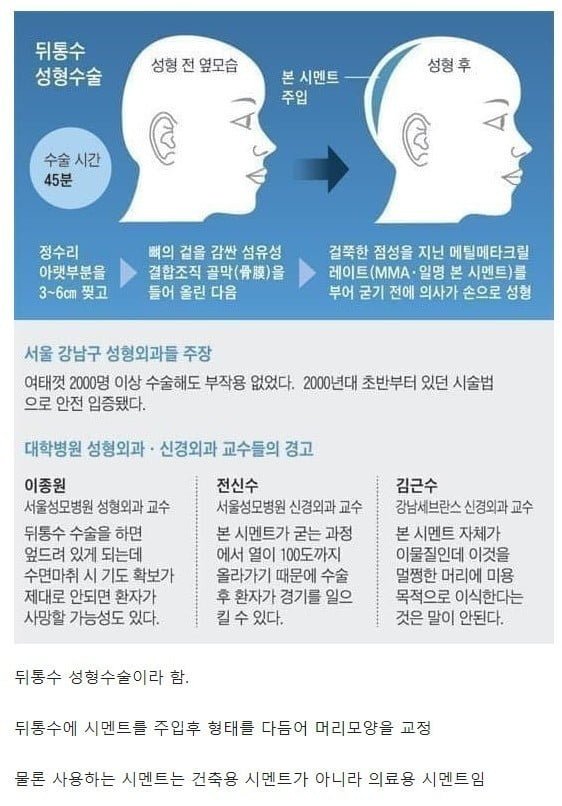 뒤통수
성형수술
성형 전 옆모습
본 시멘트
주입
성형 후
수술 시간
45분
정수리
아랫부분을
3~6㎝ 찢고
뼈의 겉을 감싼 섬유성
결합조직 골막(骨膜)을
들어 올린 다음
걸쭉한 점성을 지닌 메틸메타크릴
레이트(MMA·일명 본 시멘트)를
부어 굳기 전에 의사가 손으로 성형
서울 강남구 성형외과들 주장
여태껏 2000명 이상 수술해도 부작용 없었다. 2000년대 초반부터 있던 시술법
으로 안전 입증됐다.
대학병원 성형외과·신경외과 교수들의 경고
이종원
서울성모병원 성형외과 교수
뒤통수 수술을 하면
엎드려 있게 되는데
수면마취 시 기도 확보가
제대로 안되면 환자가
사망할 가능성도 있다.
전신수
서울성모병원 신경외과 교수
본 시멘트가 굳는 과정
에서 열이 100도까지
올라가기 때문에 수술
후 환자가 경기를 일으
킬 수 있다.
김근수
강남세브란스 신경외과 교수
본 시멘트 자체가
이물질인데 이것을
멀쩡한 머리에 미용
목적으로 이식한다는
것은 말이 안된다.
뒤통수 성형수술이라 함.
뒤통수에 시멘트를 주입후 형태를 다듬어 머리모양을 교정
물론 사용하는 시멘트는 건축용 시멘트가 아니라 의료용 시멘트임